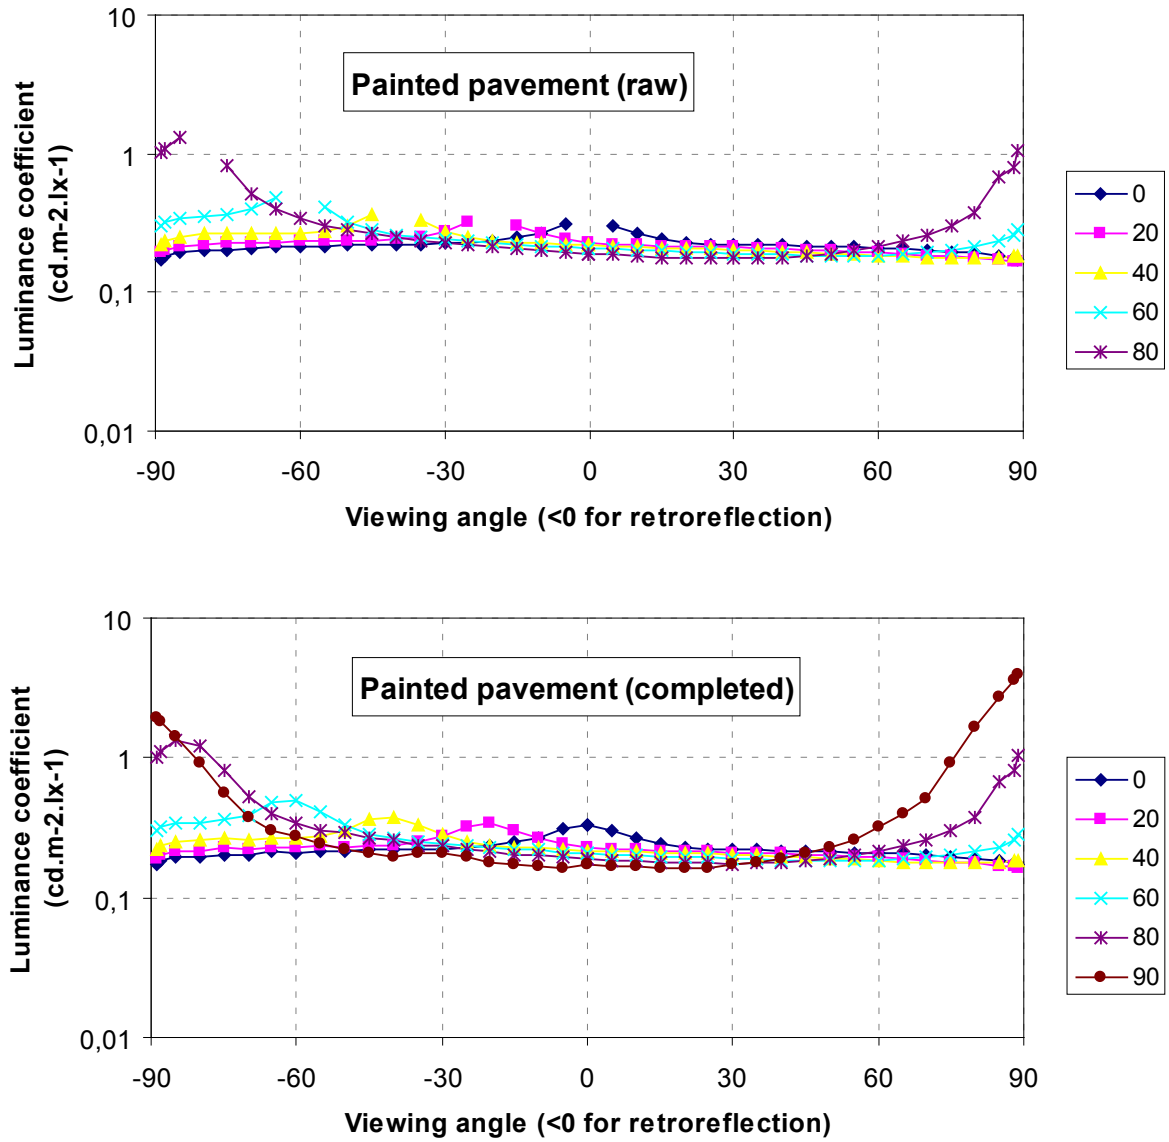 Painted pavement (raw)
Luminance coefficient
(cd.m-2.lx-1)
10
1
0,1
0,01
-90 -60 -30 0 30 60 90
Viewing angle (<0 for retroreflection)
0
20
40
60
80
Painted pavement (completed)
Luminance coefficient
(cd.m-2.lx-1)
10
1
0,1
0,01
-90 -60 -30 0 30 60 90
Viewing angle (<0 for retroreflection)
0
20
40
60
80
90